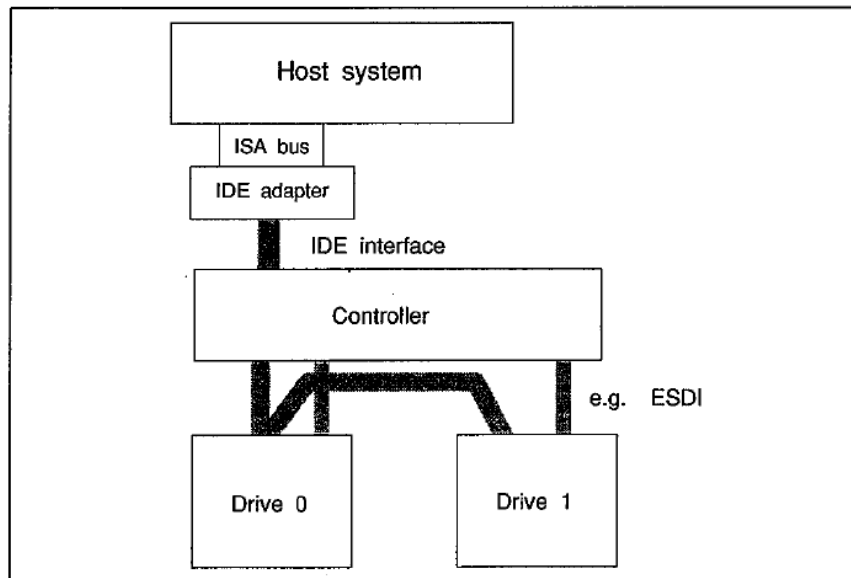 Host system
ISA bus
IDE adapter
IDE interface
Controller
e.g. ESDI
Drive 0
Drive 1